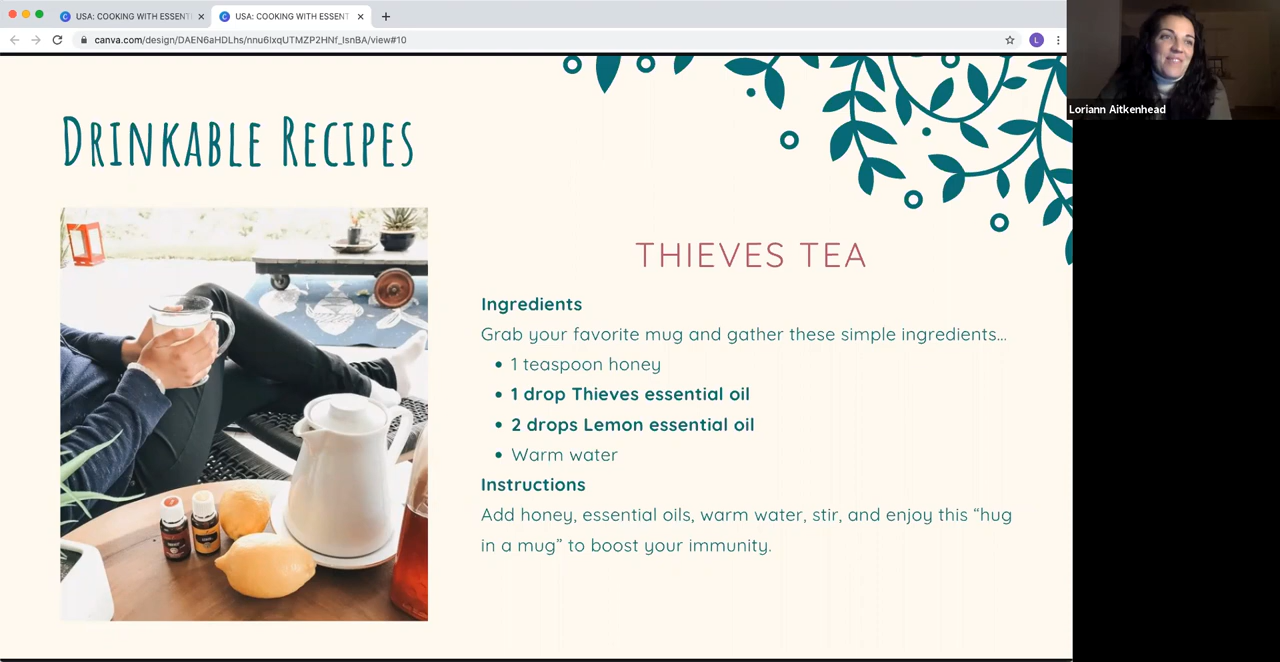 USA: COOKING WITH ESSENTI
USA: COOKING WITH ESSENT
canva.com/design/DAEN6aHDLhs/nnu6lxqUTMZP2HNf_lsnBA/view#10
L
Loriann Aitkenhead
DRINKABLE RECIPES
THIEVES TEA
Ingredients
Grab your favorite mug and gather these simple ingredients...
• 1 teaspoon honey
• 1 drop Thieves essential oil
• 2 drops Lemon essential oil
• Warm water
Instructions
Add honey, essential oils, warm water, stir, and enjoy this “hug
in a mug” to boost your immunity.